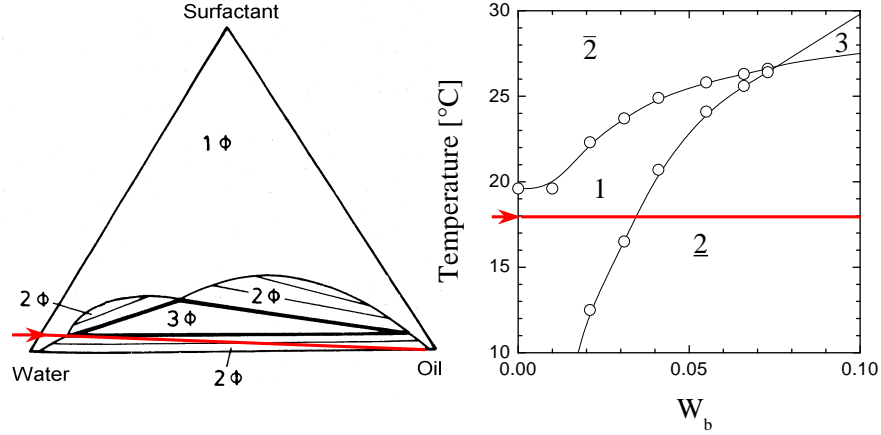 Surfactant
1 Φ
2 Φ
2 Φ
3 Φ
Water
Oil
2 Φ
Temperature [°C]
30
25
20
15
10
0.00
0.05
0.10
W_b
2̅
3
1
2̲